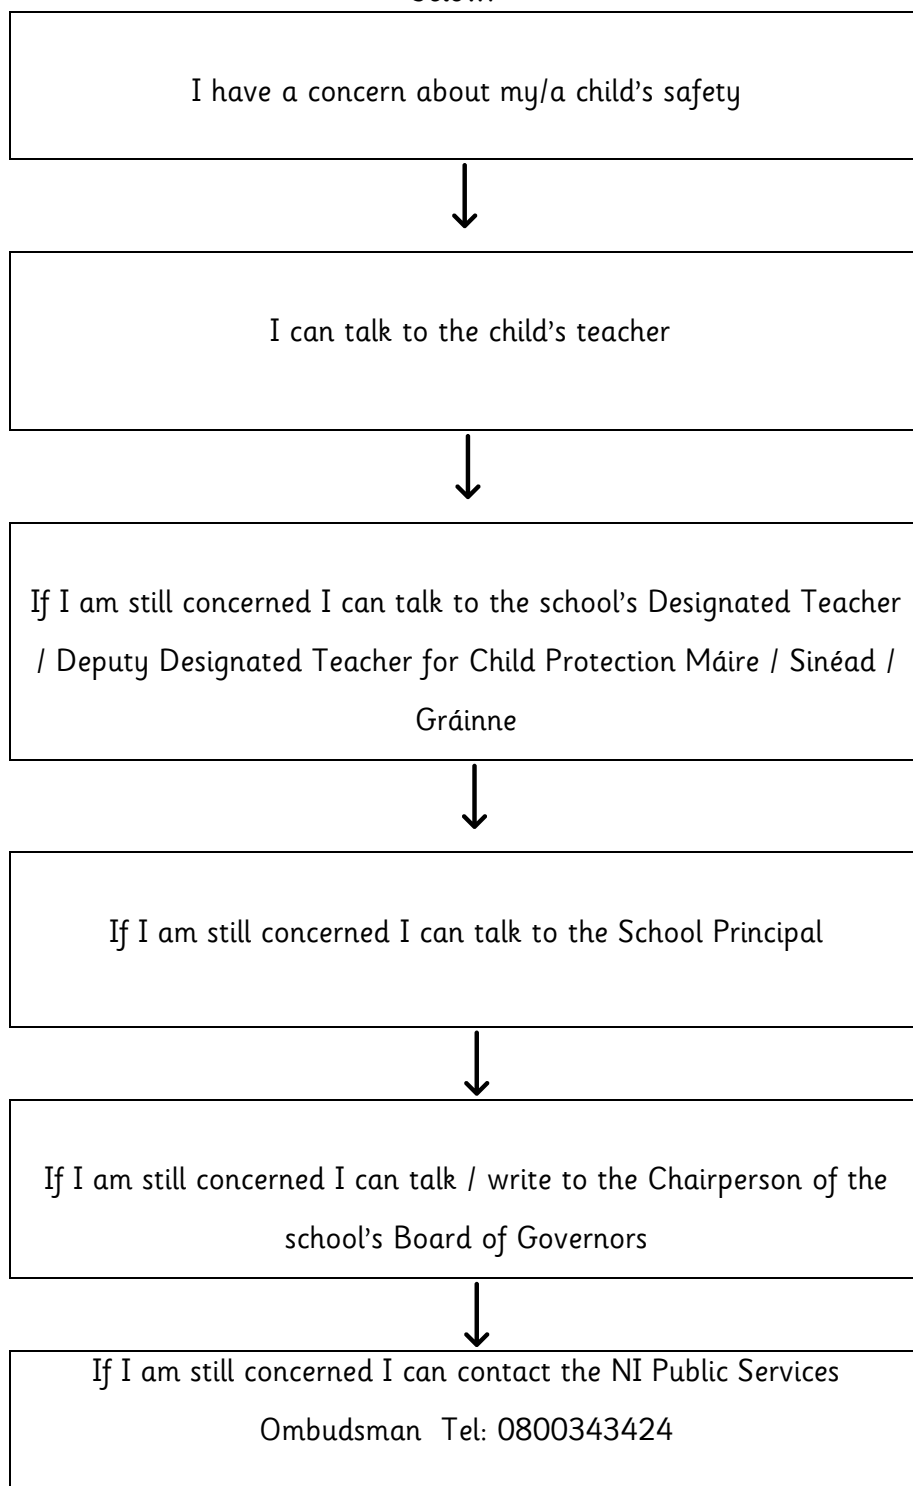 I have a concern about my/a child's safety
I can talk to the child's teacher
If I am still concerned I can talk to the school's Designated Teacher
/ Deputy Designated Teacher for Child Protection Máire / Sinéad /
Gráinne
If I am still concerned I can talk to the School Principal
If I am still concerned I can talk / write to the Chairperson of the
school's Board of Governors
If I am still concerned I can contact the NI Public Services
Ombudsman Tel: 0800343424